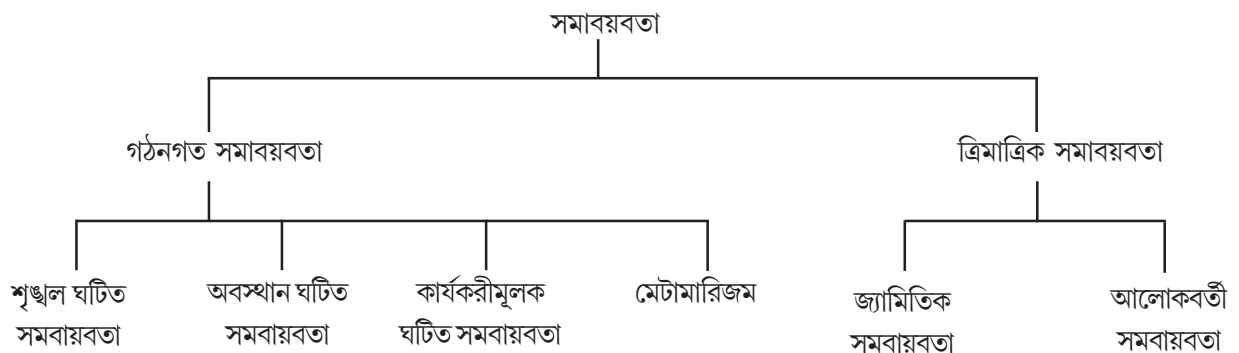 সমাবয়বতা
গঠনগত সমাবয়বতা
ত্রিমাত্রিক সমাবয়বতা
শৃঙ্খল ঘটিত
সমবায়বতা
অবস্থান ঘটিত
সমবায়বতা
কার্যকরীমূলক
ঘটিত সমবায়বতা
মেটামারিজম
জ্যামিতিক
সমবায়বতা
আলোকবর্তী
সমবায়বতা